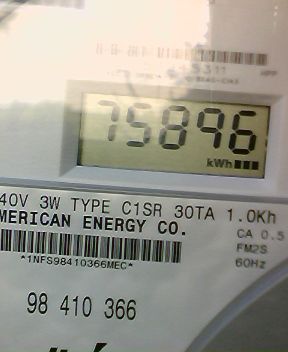 75896
kWh
40V 3W TYPE C1SR 30TA 1.0Kh
MERICAN ENERGY CO.
CA 0.5
FM2S
60Hz
*1NFS98410366MEC*
98 410 366